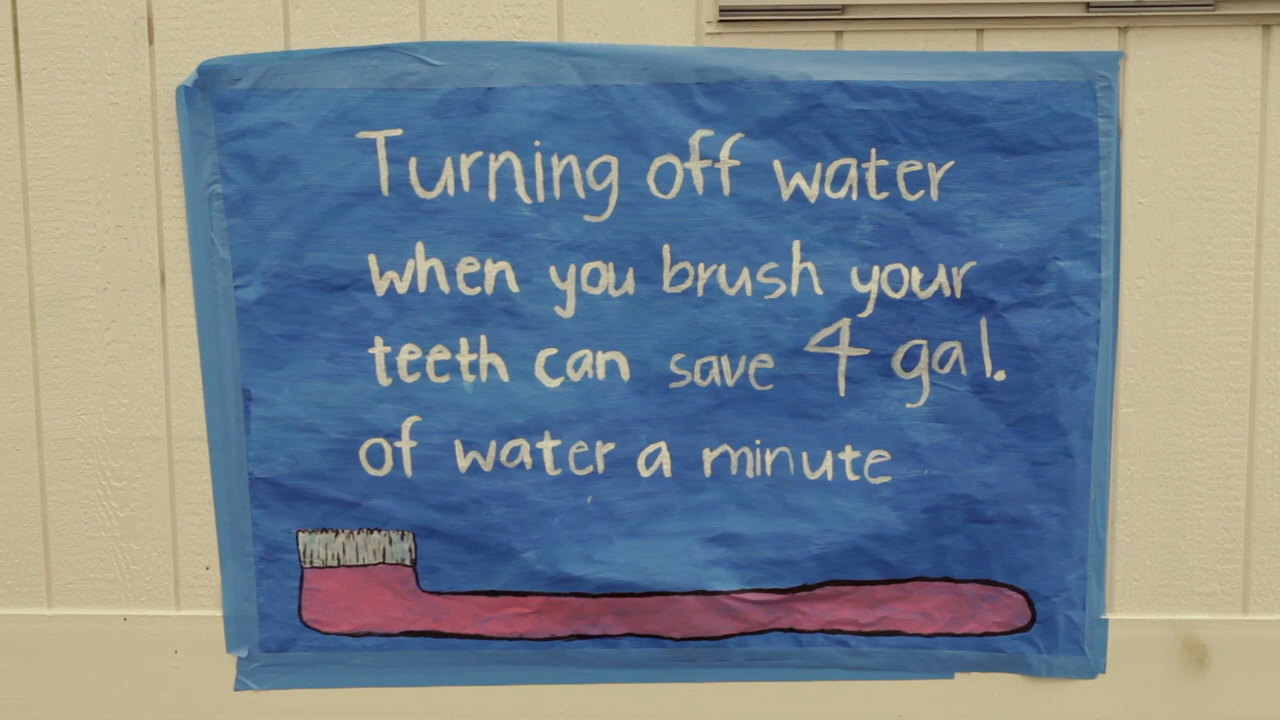 Turning off water
when you brush your
teeth can save 4 gal.
of water a minute